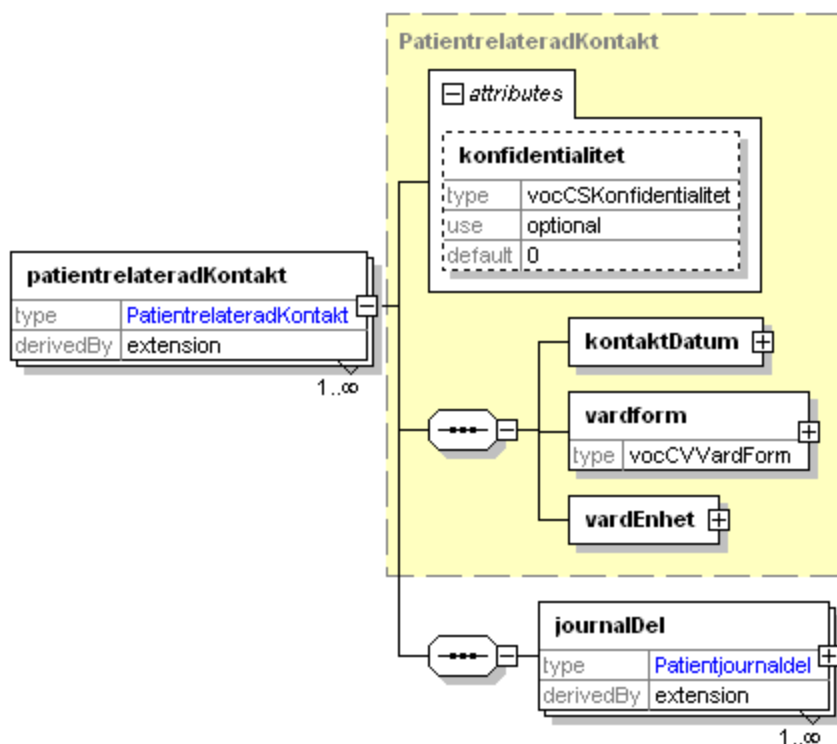 PatientrelateradKontakt
attributes
konfidentialitet
type vocCSKonfidentialitet
use optional
default 0
patientrelateradKontakt
type PatientrelateradKontakt
derivedBy extension
1..∞
kontaktDatum
vardform
type vocCVVardForm
vardEnhet
journalDel
type Patientjournaldel
derivedBy extension
1..∞